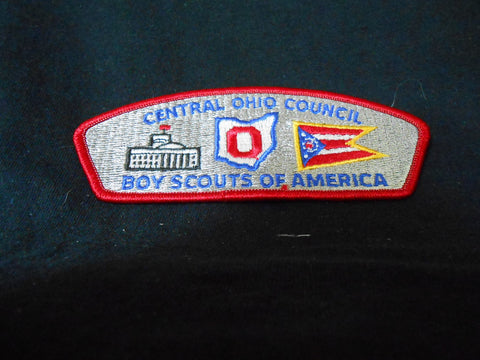 CENTRAL OHIO COUNCIL
O
BOY SCOUTS OF AMERICA